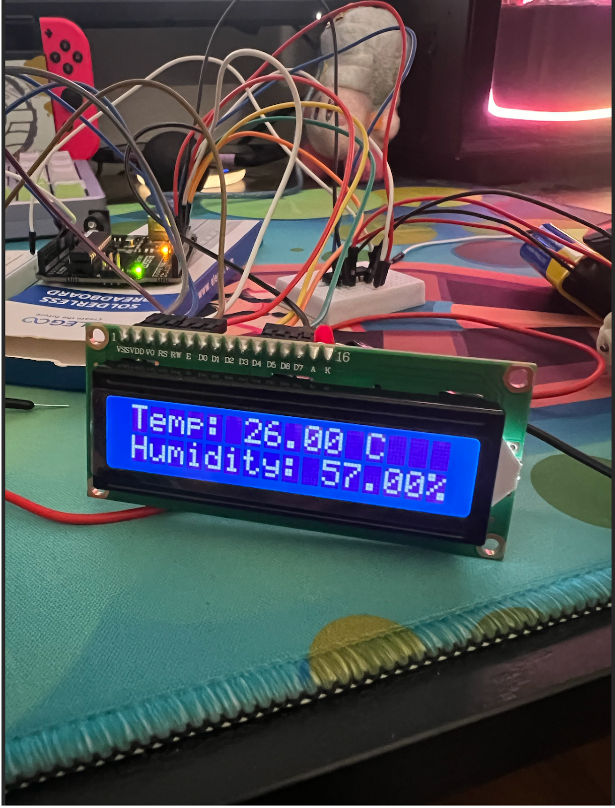 SOLDERLESS
BREADBOARD
ELEGOO
1
16
VSS VDD VO RS RW E D0 D1 D2 D3 D4 D5 D6 D7 A K
Temp: 26.00 C
Humidity: 57.00%